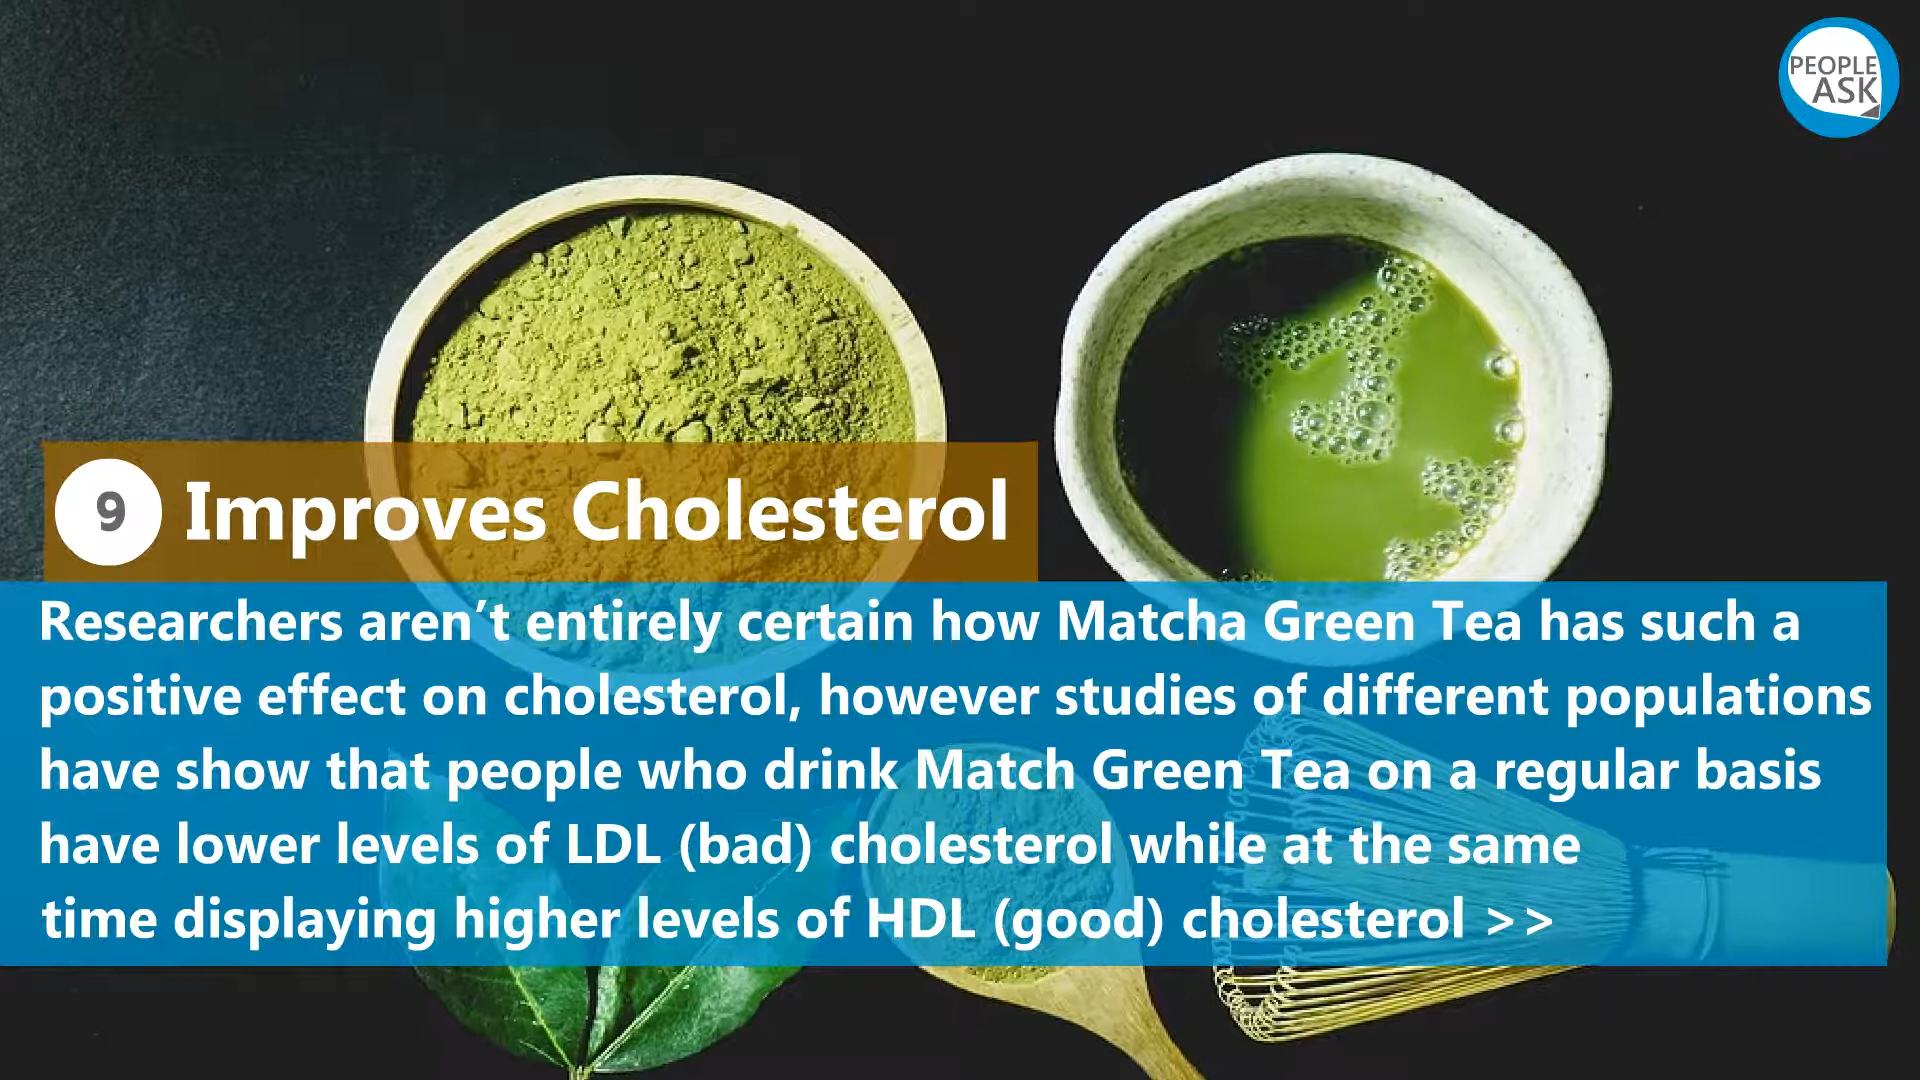 PEOPLE
ASK
9 Improves Cholesterol
Researchers aren’t entirely certain how Matcha Green Tea has such a
positive effect on cholesterol, however studies of different populations
have show that people who drink Match Green Tea on a regular basis
have lower levels of LDL (bad) cholesterol while at the same
time displaying higher levels of HDL (good) cholesterol >>